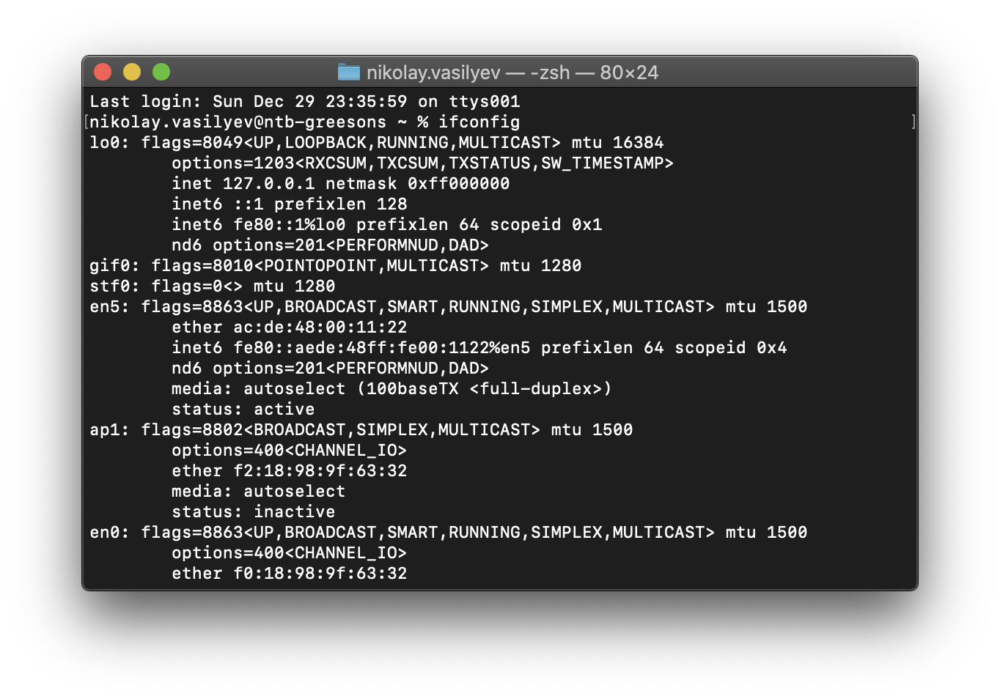 nikolay.vasilyev — -zsh — 80×24
Last login: Sun Dec 29 23:35:59 on ttys001
[nikolay.vasilyev@ntb-greesons ~ % ifconfig ]
lo0: flags=8049<UP,LOOPBACK,RUNNING,MULTICAST> mtu 16384
        options=1203<RXCSUM,TXCSUM,TXSTATUS,SW_TIMESTAMP>
        inet 127.0.0.1 netmask 0xff000000
        inet6 ::1 prefixlen 128
        inet6 fe80::1%lo0 prefixlen 64 scopeid 0x1
        nd6 options=201<PERFORMNUD,DAD>
gif0: flags=8010<POINTOPOINT,MULTICAST> mtu 1280
stf0: flags=0<> mtu 1280
en5: flags=8863<UP,BROADCAST,SMART,RUNNING,SIMPLEX,MULTICAST> mtu 1500
        ether ac:de:48:00:11:22
        inet6 fe80::aede:48ff:fe00:1122%en5 prefixlen 64 scopeid 0x4
        nd6 options=201<PERFORMNUD,DAD>
        media: autoselect (100baseTX <full-duplex>)
        status: active
ap1: flags=8802<BROADCAST,SIMPLEX,MULTICAST> mtu 1500
        options=400<CHANNEL_IO>
        ether f2:18:98:9f:63:32
        media: autoselect
        status: inactive
en0: flags=8863<UP,BROADCAST,SMART,RUNNING,SIMPLEX,MULTICAST> mtu 1500
        options=400<CHANNEL_IO>
        ether f0:18:98:9f:63:32